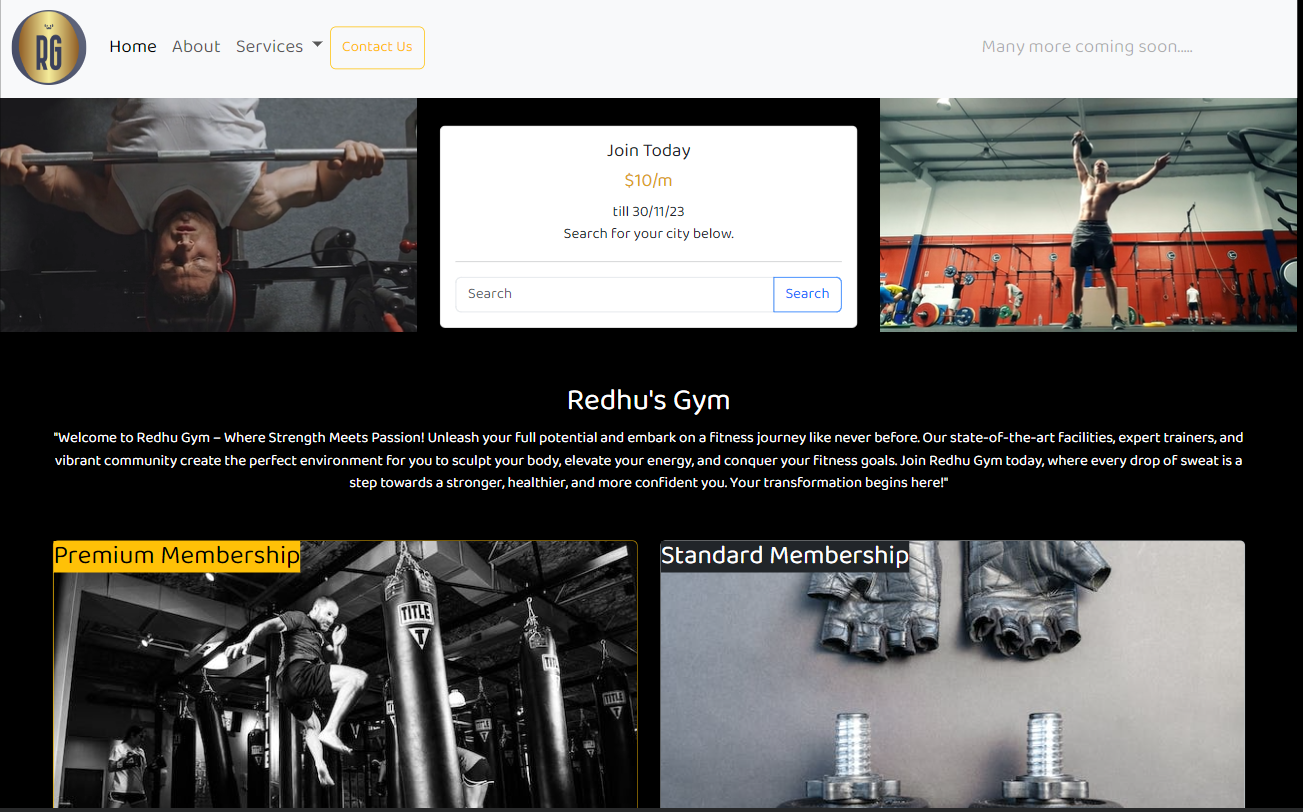 RG
Home
About
Services
Contact Us
Many more coming soon.....
Join Today
$10/m
till 30/11/23
Search for your city below.
Search
Search
Redhu's Gym
"Welcome to Redhu Gym – Where Strength Meets Passion! Unleash your full potential and embark on a fitness journey like never before. Our state-of-the-art facilities, expert trainers, and
vibrant community create the perfect environment for you to sculpt your body, elevate your energy, and conquer your fitness goals. Join Redhu Gym today, where every drop of sweat is a
step towards a stronger, healthier, and more confident you. Your transformation begins here!"
Premium Membership
Standard Membership
TITLE
T
TITLE
TITLE